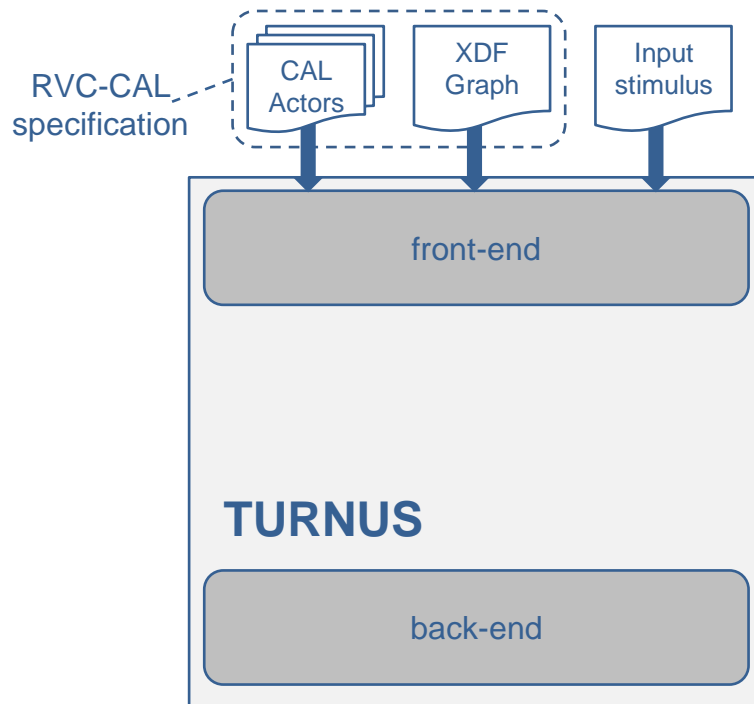 RVC-CAL
specification
CAL
Actors
XDF
Graph
Input
stimulus
front-end
TURNUS
back-end